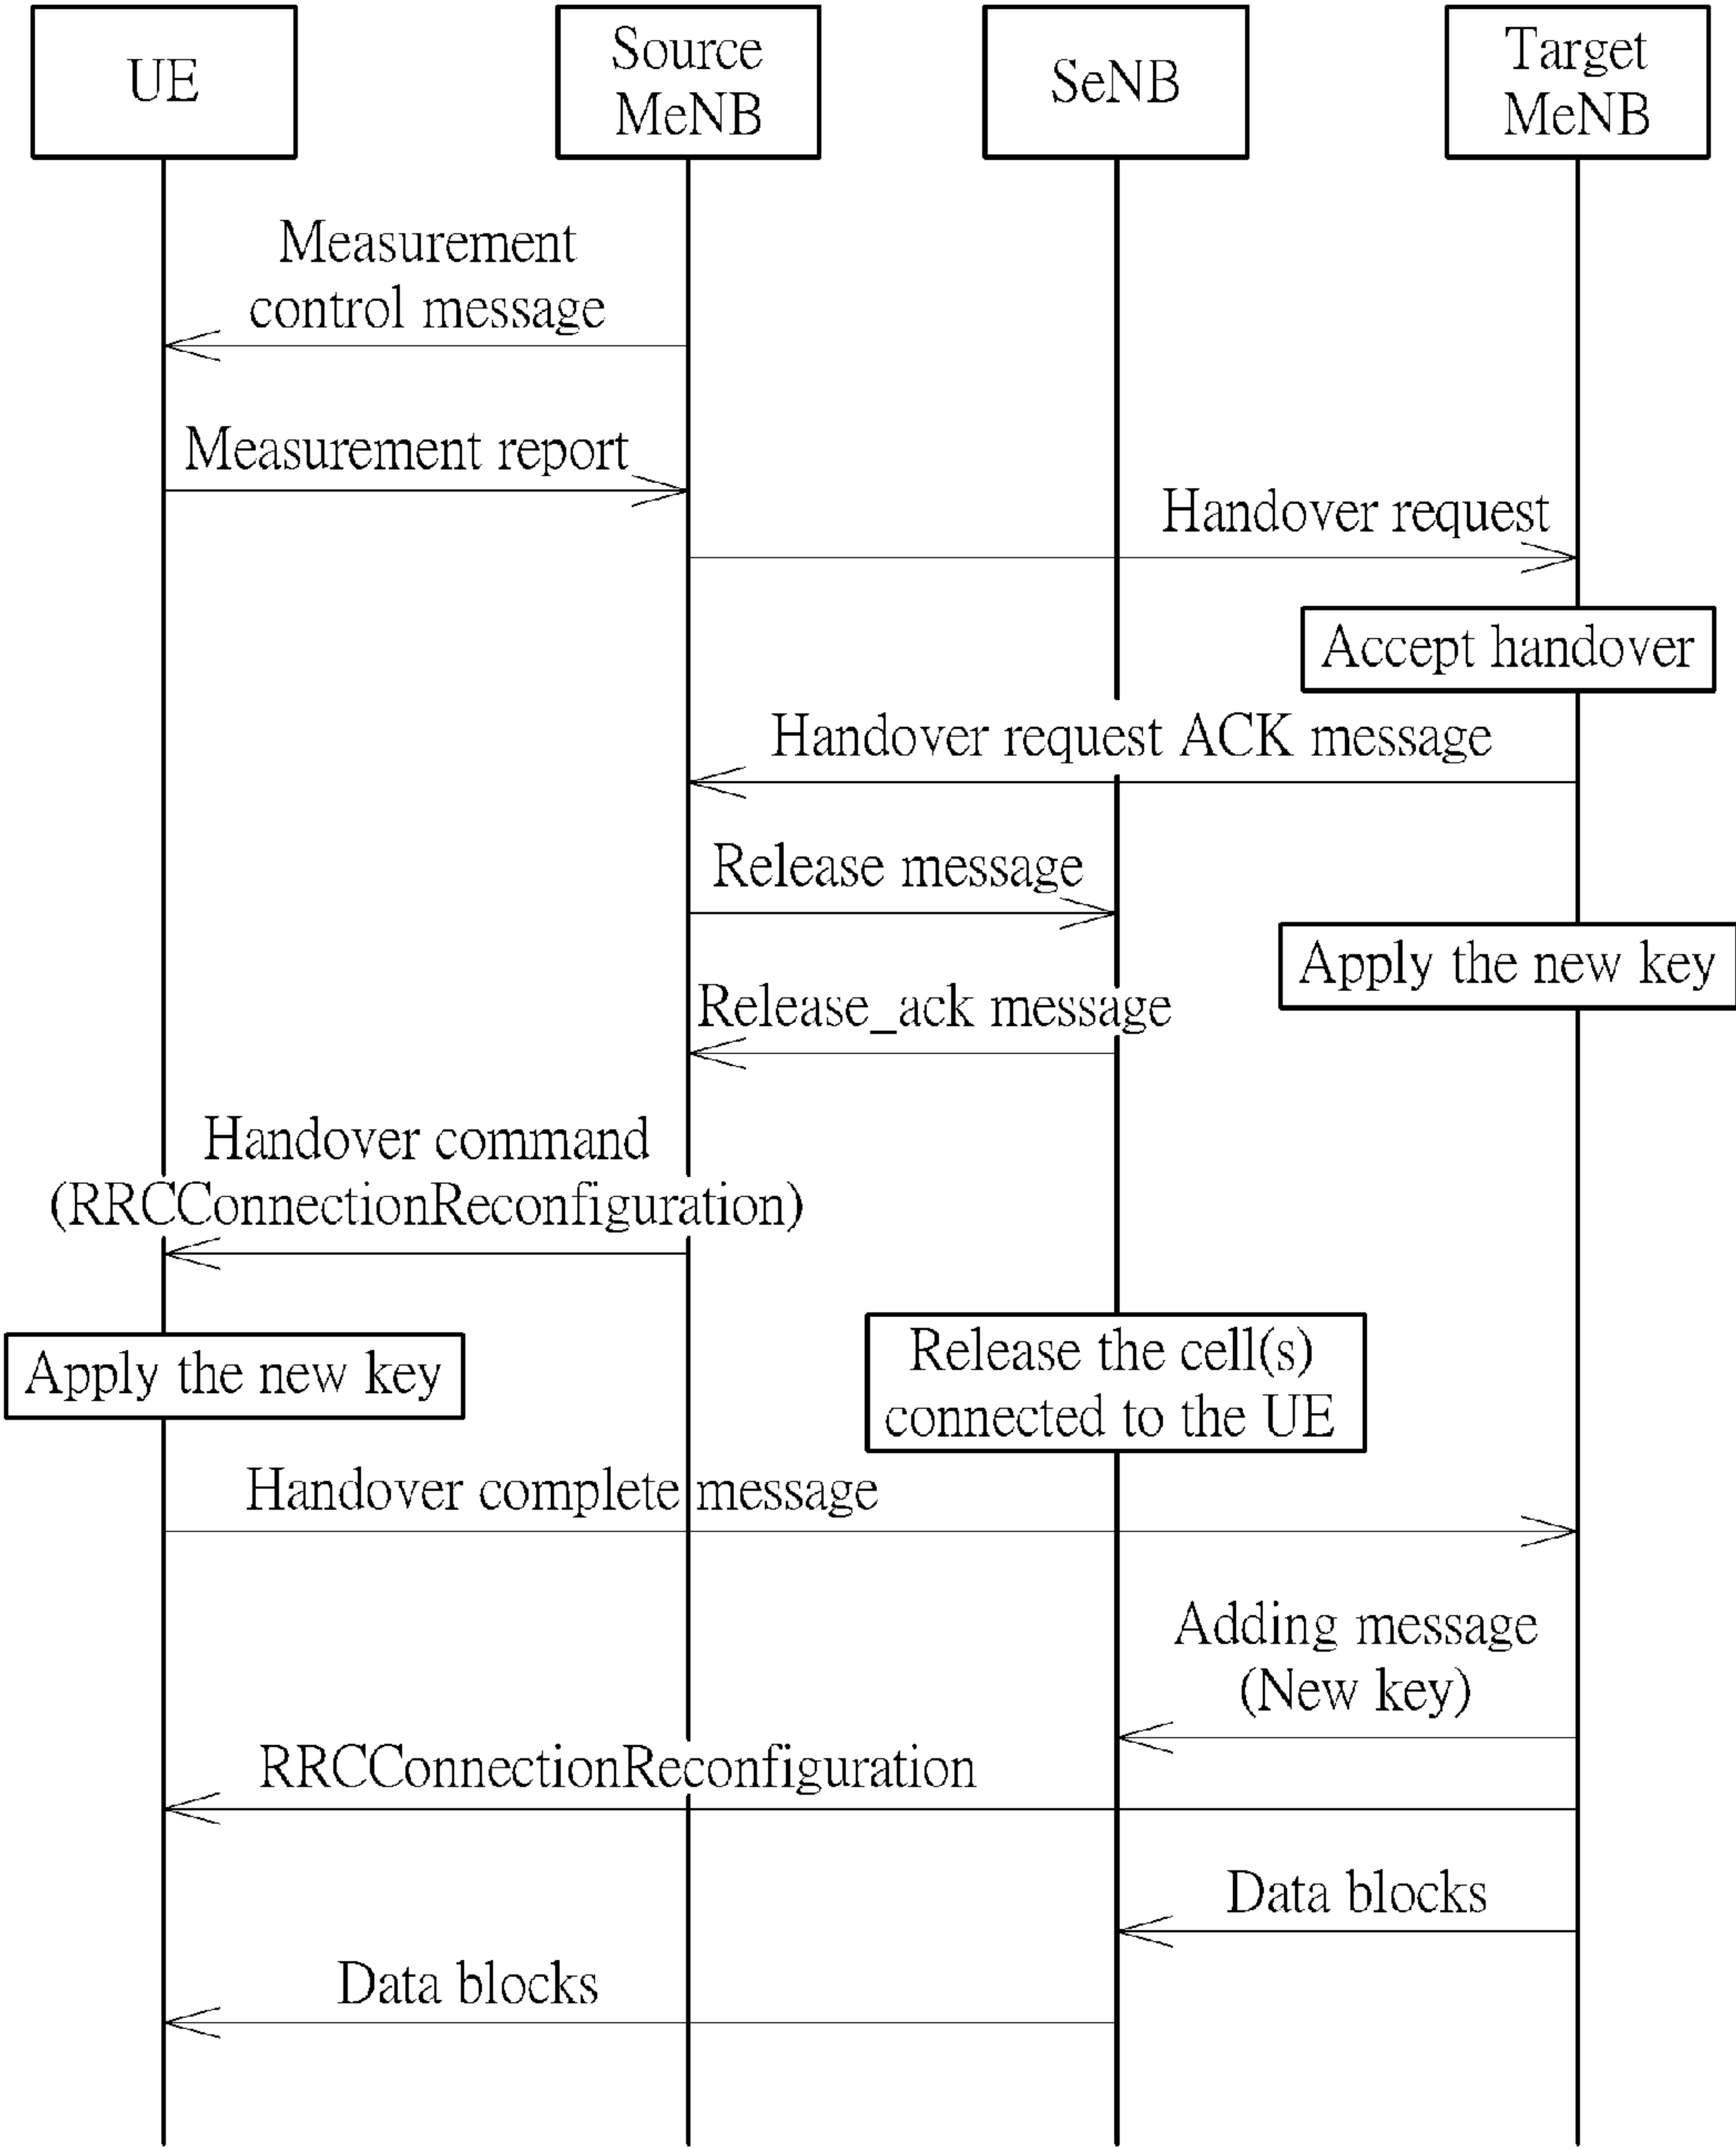 UE
Source
MeNB
SeNB
Target
MeNB
Measurement
control message
Measurement report
Handover request
Accept handover
Handover request ACK message
Release message
Apply the new key
Release_ack message
Handover command
(RRCConnectionReconfiguration)
Apply the new key
Release the cell(s)
connected to the UE
Handover complete message
Adding message
(New key)
RRCConnectionReconfiguration
Data blocks
Data blocks